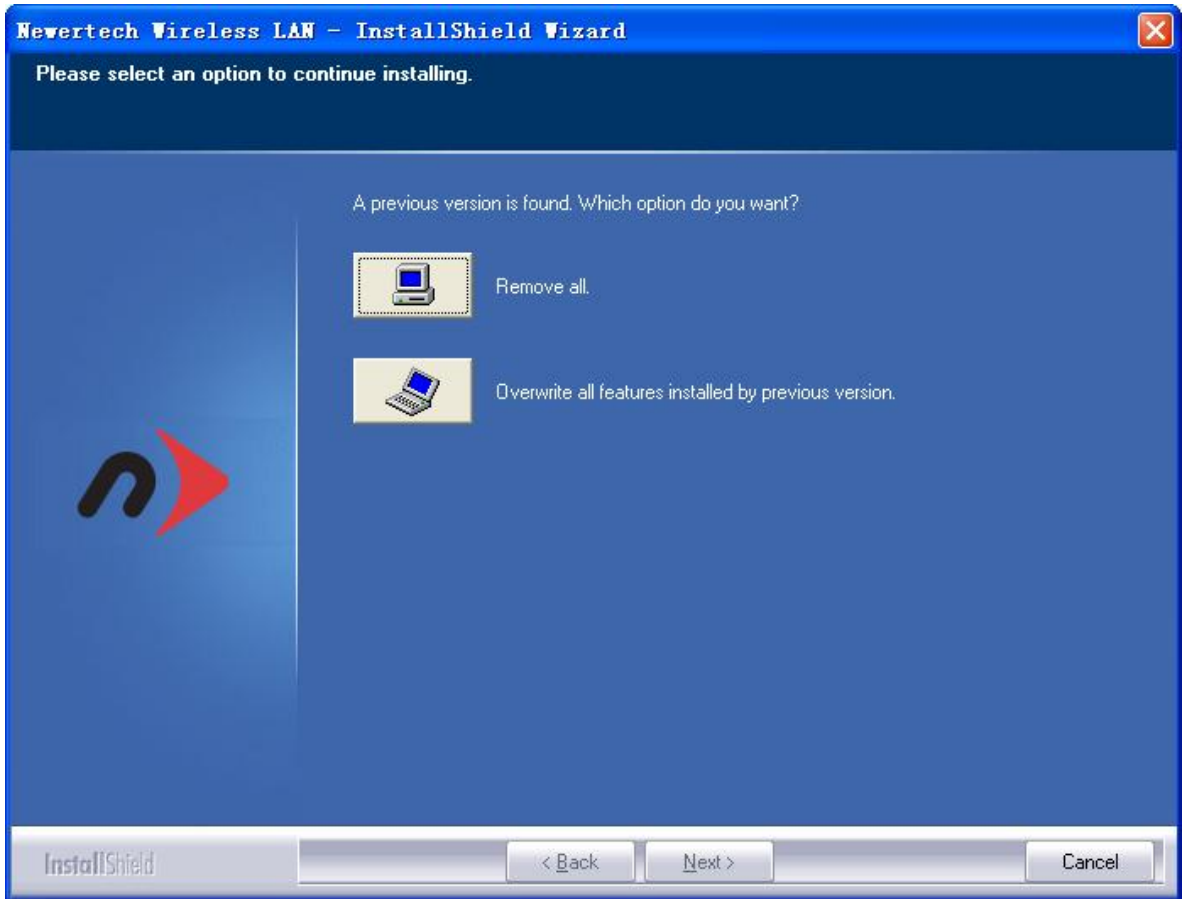 Newertech Wireless LAN - InstallShield Wizard
Please select an option to continue installing.
A previous version is found. Which option do you want?
Remove all.
Overwrite all features installed by previous version.
InstallShield
< Back
Next >
Cancel